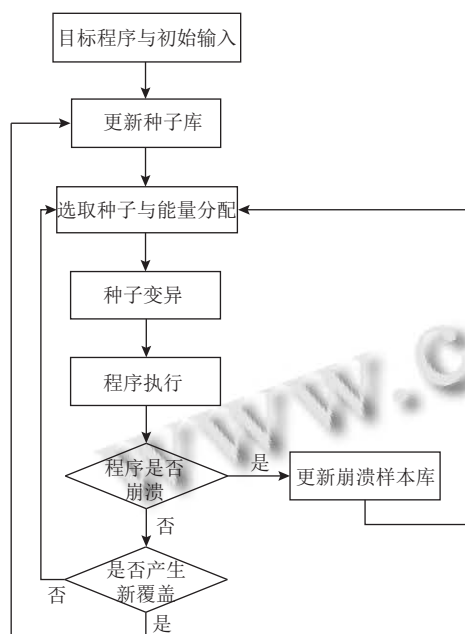 目标程序与初始输入
更新种子库
选取种子与能量分配
种子变异
程序执行
程序是否
崩溃
是
更新崩溃样本库
否
是否产生
新覆盖
否
是
www.c